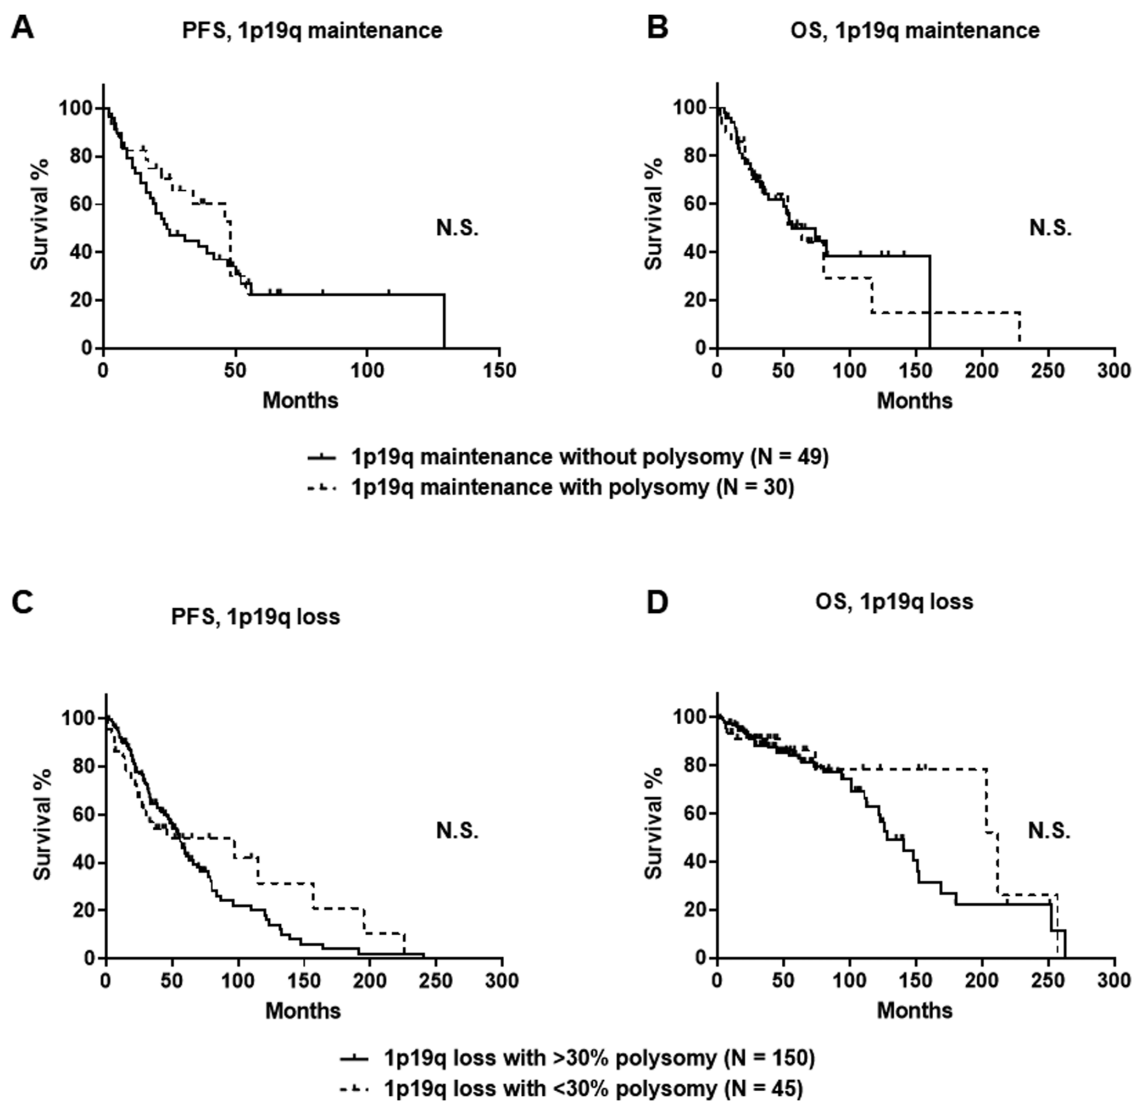 A
PFS, 1p19q maintenance
Survival %
100
80
60
40
20
0
N.S.
0 50 100 150
Months
B
OS, 1p19q maintenance
Survival %
100
80
60
40
20
0
N.S.
0 50 100 150 200 250 300
Months
1p19q maintenance without polysomy (N = 49)
1p19q maintenance with polysomy (N = 30)
C
PFS, 1p19q loss
Survival %
100
80
60
40
20
0
N.S.
0 50 100 150 200 250 300
Months
D
OS, 1p19q loss
Survival %
100
80
60
40
20
0
N.S.
0 50 100 150 200 250 300
Months
1p19q loss with >30% polysomy (N = 150)
1p19q loss with <30% polysomy (N = 45)